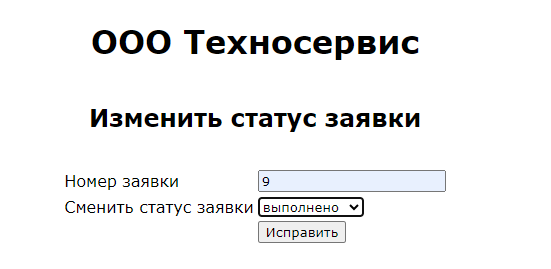 ООО Техносервис
Изменить статус заявки
Номер заявки 9
Сменить статус заявки выполнено
Исправить